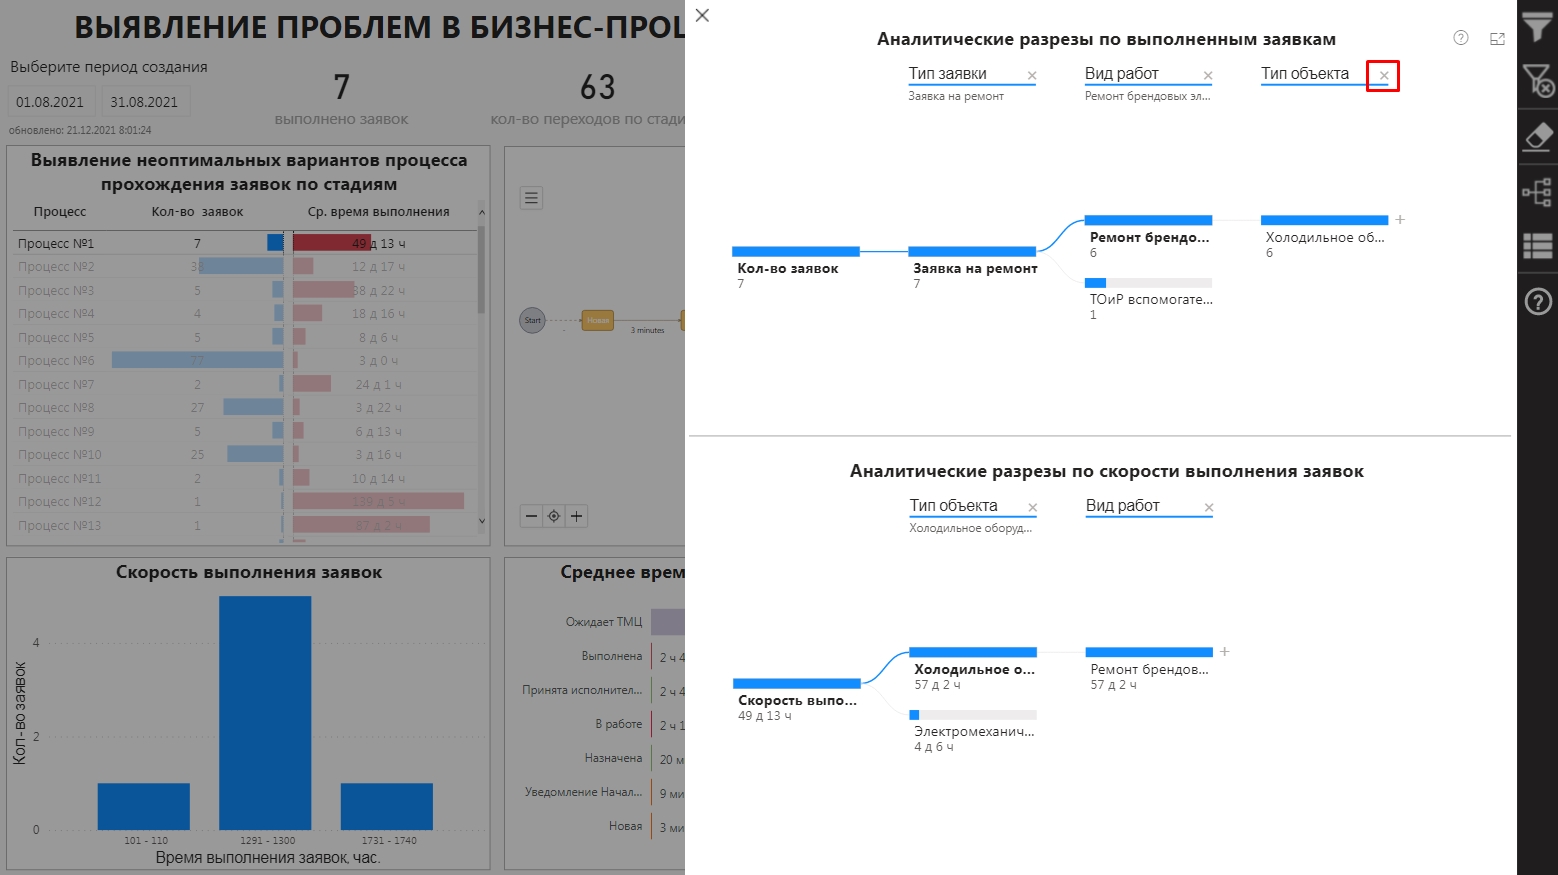 ВЫЯВЛЕНИЕ ПРОБЛЕМ В БИЗНЕС-ПРОЦ
Выберите период создания
01.08.2021
31.08.2021
обновлено: 21.12.2021 8:01:24
7
выполнено заявок
63
кол-во переходов по стади
Выявление неоптимальных вариантов процесса
прохождения заявок по стадиям
Процесс Кол-во заявок Ср. время выполнения
Процесс №1 7 49 д 13 ч
Процесс №2 12 д 17 ч
Процесс №3 5 38 д 22 ч
Процесс №4 4 18 д 16 ч
Процесс №5 5 8 д 6 ч
Процесс №6 77 3 д 0 ч
Процесс №7 2 24 д 1 ч
Процесс №8 27 3 д 22 ч
Процесс №9 5 6 д 13 ч
Процесс №10 25 3 д 16 ч
Процесс №11 2 10 д 14 ч
Процесс №12 1 139 д 5 ч
Процесс №13 1 87 д 2 ч
Start
Новая
3 minutes
Скорость выполнения заявок
Кол-во заявок
4
2
0
101 - 110
1291 - 1300
1731 - 1740
Время выполнения заявок, час.
Среднее врем
Ожидает ТМЦ
Выполнена 2 ч 4
Принята исполнител... 2 ч 4
В работе 2 ч 1
Назначена 20 м
Уведомление Начал... 9 ми
Новая 3 ми
Аналитические разрезы по выполненным заявкам
Тип заявки
Заявка на ремонт
Вид работ
Ремонт брендовых эл...
Тип объекта
Кол-во заявок
7
Заявка на ремонт
7
Ремонт брендо...
6
ТОиР вспомогате...
1
Холодильное об...
6
Аналитические разрезы по скорости выполнения заявок
Тип объекта
Холодильное оборуд...
Вид работ
Скорость выпо...
49 д 13 ч
Холодильное о...
57 д 2 ч
Электромеханич...
4 д 6 ч
Ремонт брендов...
57 д 2 ч